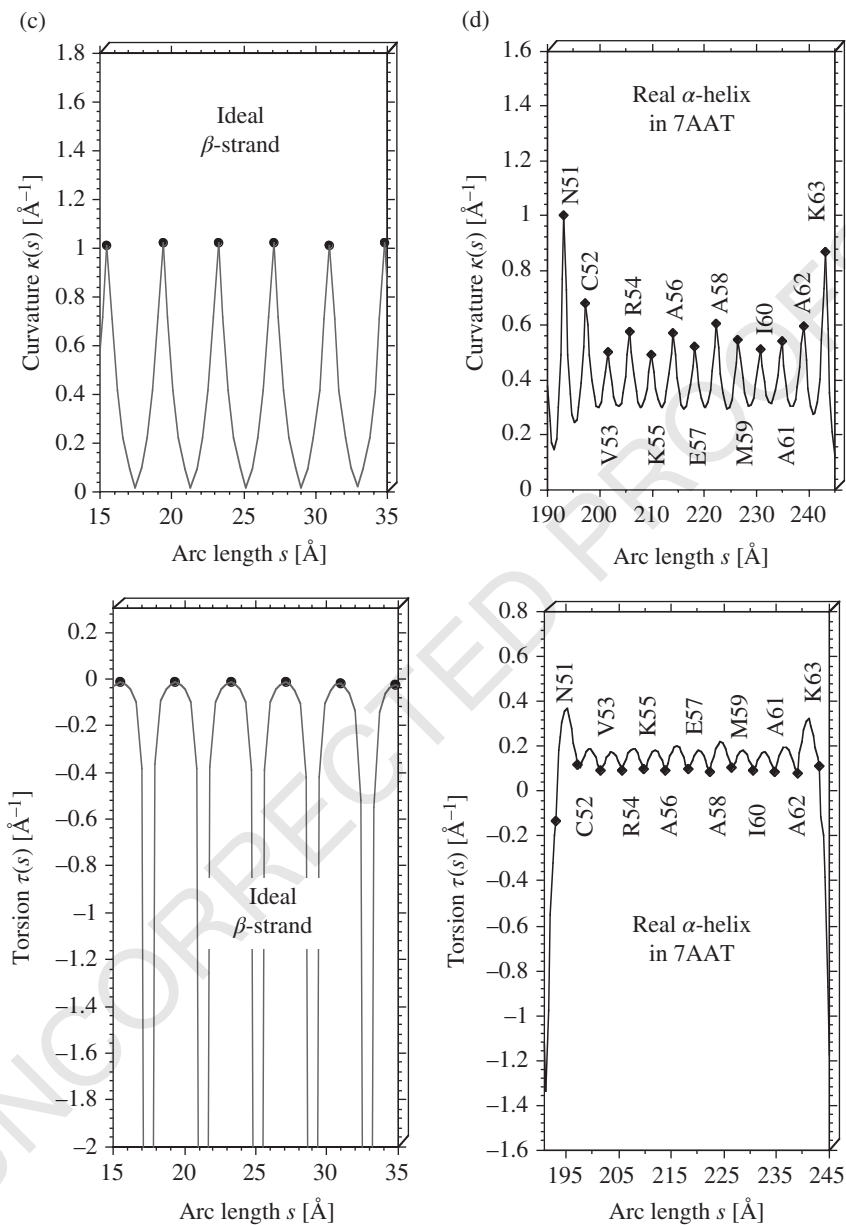 (c)
1.8
1.6
1.4
1.2
1
0.8
0.6
0.4
0.2
0
Curvature κ(s) [Å⁻¹]
Ideal
β-strand
15
20
25
30
35
Arc length s [Å]
(d)
1.6
1.4
1.2
1
0.8
0.6
0.4
0.2
0
Curvature κ(s) [Å⁻¹]
Real α-helix
in 7AAT
N51
C52
V53
R54
K55
A56
E57
A58
M59
I60
A61
A62
K63
190
200
210
220
230
240
Arc length s [Å]
0.2
0
–0.2
–0.4
–0.6
–0.8
–1
–1.2
–1.4
–1.6
–1.8
–2
Torsion τ(s) [Å⁻¹]
Ideal
β-strand
15
20
25
30
35
Arc length s [Å]
0.8
0.6
0.4
0.2
0
–0.2
–0.4
–0.6
–0.8
–1
–1.2
–1.4
–1.6
Torsion τ(s) [Å⁻¹]
N51
V53
K55
E57
M59
A61
K63
C52
R54
A56
A58
I60
A62
Real α-helix
in 7AAT
195
205
215
225
235
245
Arc length s [Å]
UNCORRECTED PROOFS